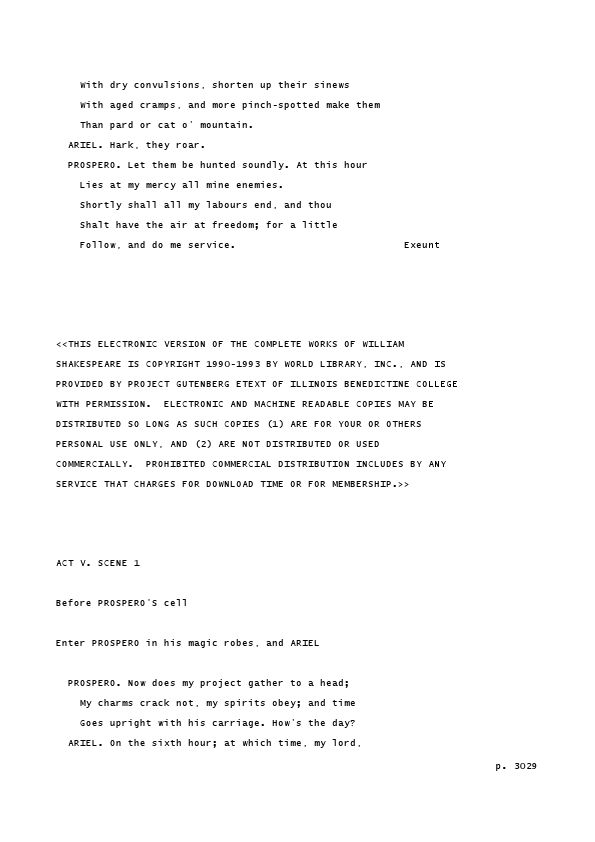 With dry convulsions, shorten up their sinews
With aged cramps, and more pinch-spotted make them
Than pard or cat o' mountain.
ARIEL. Hark, they roar.
PROSPERO. Let them be hunted soundly. At this hour
Lies at my mercy all mine enemies.
Shortly shall all my labours end, and thou
Shalt have the air at freedom; for a little
Follow, and do me service. Exeunt
<<THIS ELECTRONIC VERSION OF THE COMPLETE WORKS OF WILLIAM
SHAKESPEARE IS COPYRIGHT 1990-1993 BY WORLD LIBRARY, INC., AND IS
PROVIDED BY PROJECT GUTENBERG ETEXT OF ILLINOIS BENEDICTINE COLLEGE
WITH PERMISSION. ELECTRONIC AND MACHINE READABLE COPIES MAY BE
DISTRIBUTED SO LONG AS SUCH COPIES (1) ARE FOR YOUR OR OTHERS
PERSONAL USE ONLY, AND (2) ARE NOT DISTRIBUTED OR USED
COMMERCIALLY. PROHIBITED COMMERCIAL DISTRIBUTION INCLUDES BY ANY
SERVICE THAT CHARGES FOR DOWNLOAD TIME OR FOR MEMBERSHIP.>>
ACT V. SCENE 1
Before PROSPERO'S cell
Enter PROSPERO in his magic robes, and ARIEL
PROSPERO. Now does my project gather to a head;
My charms crack not, my spirits obey; and time
Goes upright with his carriage. How's the day?
ARIEL. On the sixth hour; at which time, my lord,
p. 3029